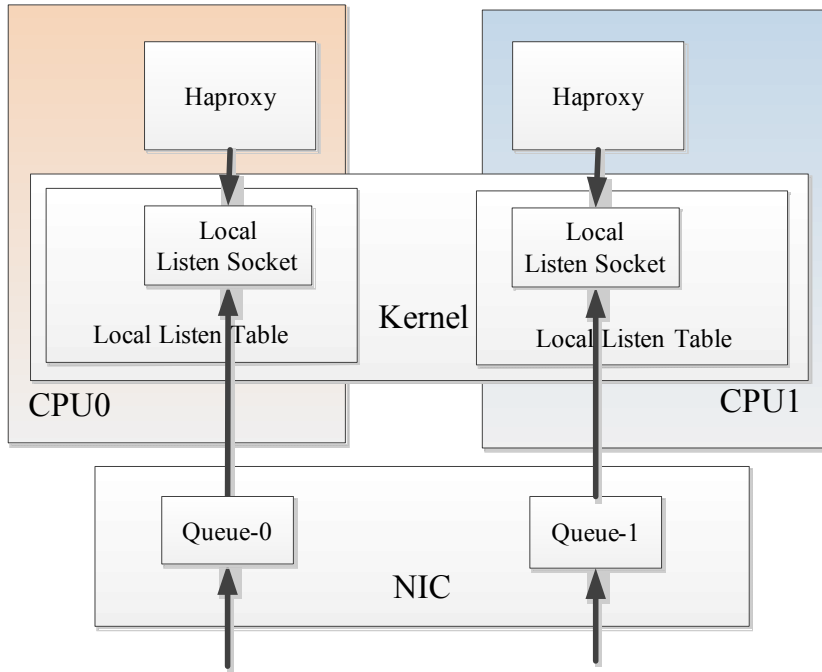 Haproxy
Haproxy
Local
Listen Socket
Local
Listen Socket
Local Listen Table
Kernel
Local Listen Table
CPU0
CPU1
Queue-0
Queue-1
NIC